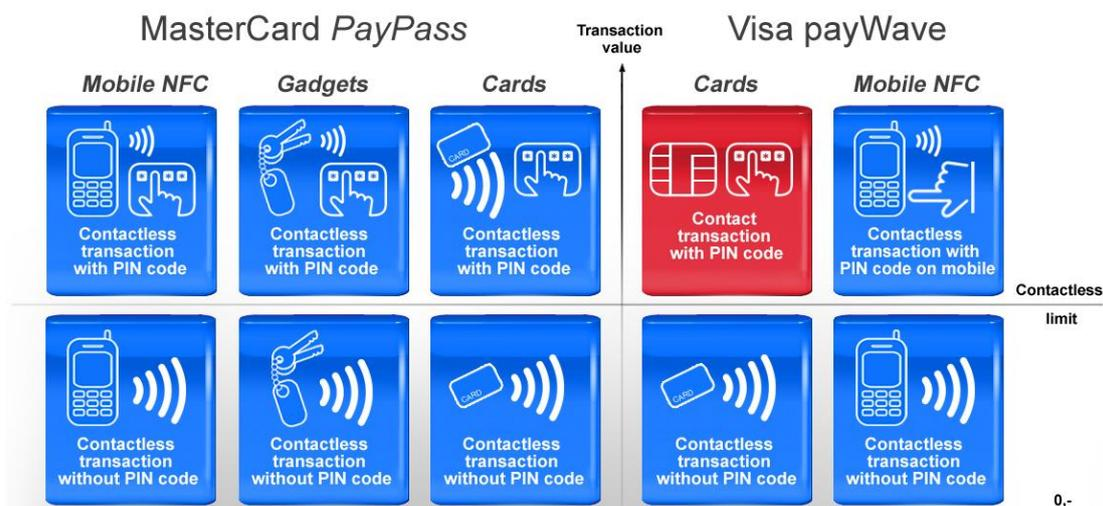 MasterCard PayPass
Transaction
value
Visa payWave
Mobile NFC
Gadgets
Cards
Cards
Mobile NFC
Contactless
transaction
with PIN code
Contactless
transaction
with PIN code
CARD
Contactless
transaction
with PIN code
Contact
transaction
with PIN code
Contactless
transaction with
PIN code on mobile
Contactless
limit
Contactless
transaction
without PIN code
Contactless
transaction
without PIN code
CARD
Contactless
transaction
without PIN code
CARD
Contactless
transaction
without PIN code
Contactless
transaction
without PIN code
0,-